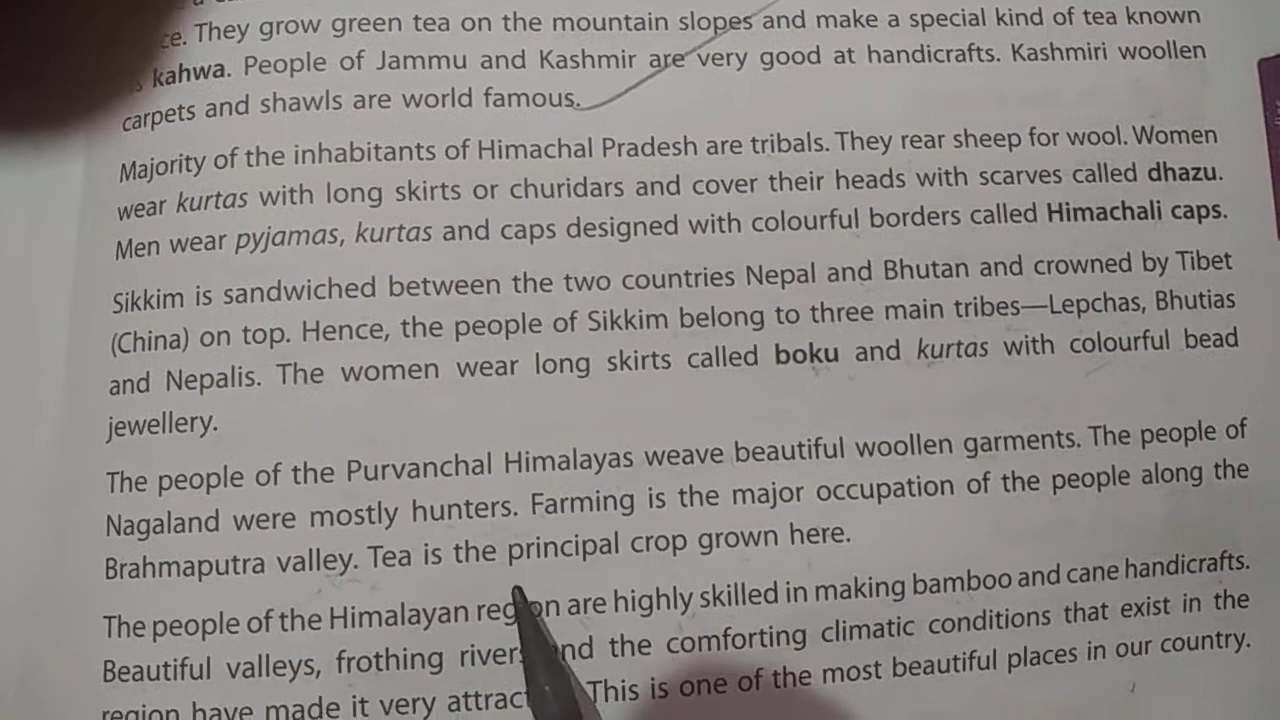 They grow green tea on the mountain slopes and make a special kind of tea known
kahwa. People of Jammu and Kashmir are very good at handicrafts. Kashmiri woollen
carpets and shawls are world famous.
Majority of the inhabitants of Himachal Pradesh are tribals. They rear sheep for wool. Women
wear kurtas with long skirts or churidars and cover their heads with scarves called dhazu.
Men wear pyjamas, kurtas and caps designed with colourful borders called Himachali caps.
Sikkim is sandwiched between the two countries Nepal and Bhutan and crowned by Tibet
(China) on top. Hence, the people of Sikkim belong to three main tribes—Lepchas, Bhutias
and Nepalis. The women wear long skirts called boku and kurtas with colourful bead
jewellery.
The people of the Purvanchal Himalayas weave beautiful woollen garments. The people of
Nagaland were mostly hunters. Farming is the major occupation of the people along the
Brahmaputra valley. Tea is the principal crop grown here.
The people of the Himalayan region are highly skilled in making bamboo and cane handicrafts.
Beautiful valleys, frothing rivers and the comforting climatic conditions that exist in the
region have made it very This is one of the most beautiful places in our country.